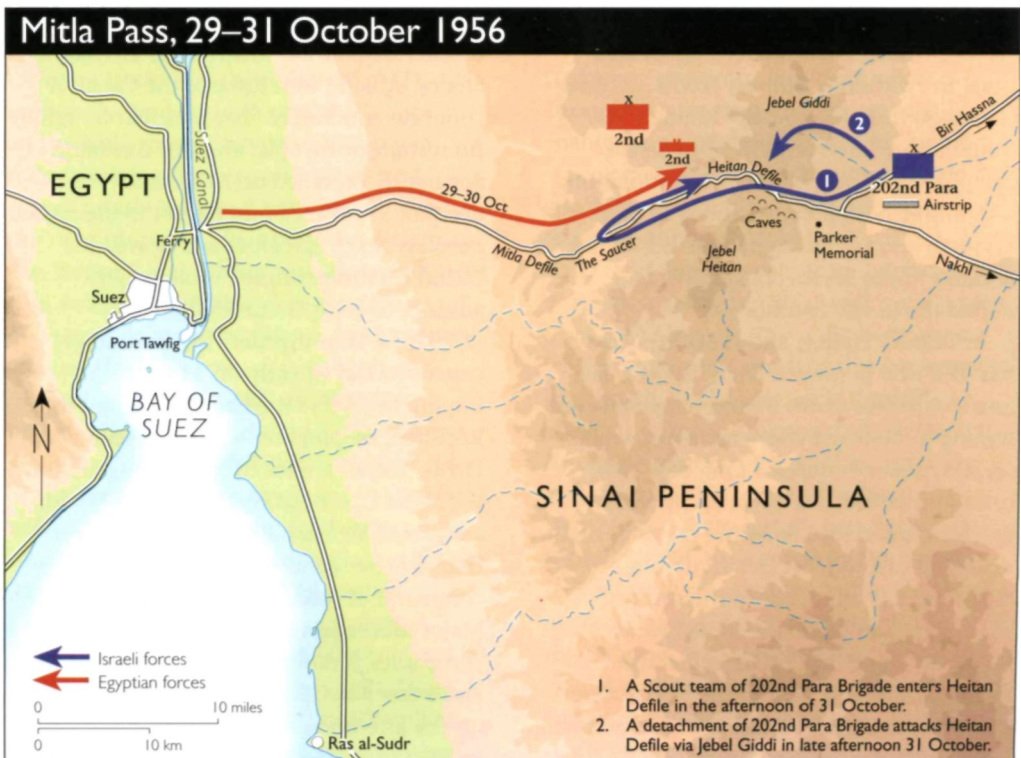 Mitla Pass, 29–31 October 1956
Jebel Giddi
2
Bir Hassna
X
2nd
X
202nd Para
II
2nd
Heitan Defile
1
Airstrip
EGYPT
Suez Canal
29–30 Oct
Caves
Parker
Memorial
Ferry
Mitla Defile
The Saucer
Jebel
Heitan
Nakhl
Suez
Port Tawfig
BAY OF
SUEZ
N
SINAI PENINSULA
Israeli forces
Egyptian forces
0
10 miles
0
10 km
Ras al-Sudr
1. A Scout team of 202nd Para Brigade enters Heitan
Defile in the afternoon of 31 October.
2. A detachment of 202nd Para Brigade attacks Heitan
Defile via Jebel Giddi in late afternoon 31 October.